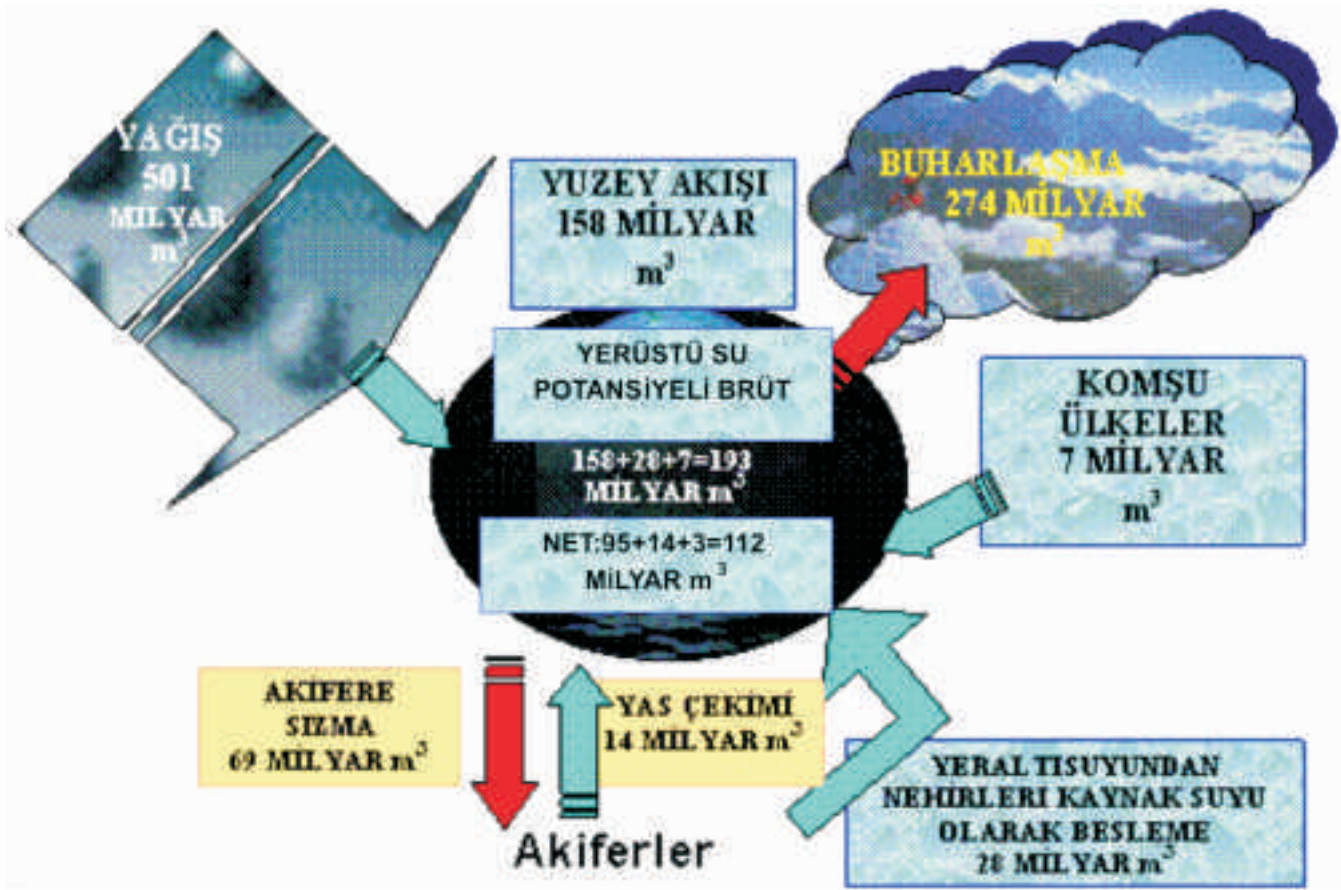 YAĞIŞ
501
MİLYAR
m³
YUZEY AKIŞI
158 MİLYAR
m³
BUHARLAŞMA
274 MİLYAR
m³
YERÜSTÜ SU
POTANSİYELİ BRÜT
158+28+7=193
MİLYAR m³
NET:95+14+3=112
MİLYAR m³
KOMŞU
ÜLKELER
7 MİLYAR
m³
AKİFERE
SIZMA
69 MİLYAR m³
YAS ÇEKİMİ
14 MİLYAR m³
Akiferler
YERALTISUYUNDAN
NEHİRLERİ KAYNAK SUYU
OLARAK BESLEME
28 MİLYAR m³